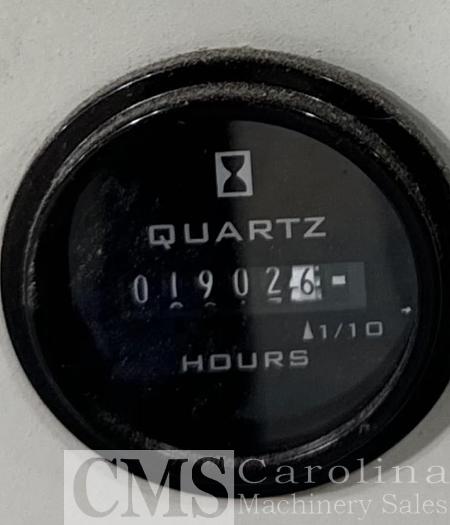 QUARTZ
019026
1/10
HOURS
CMS Carolina
Machinery Sales